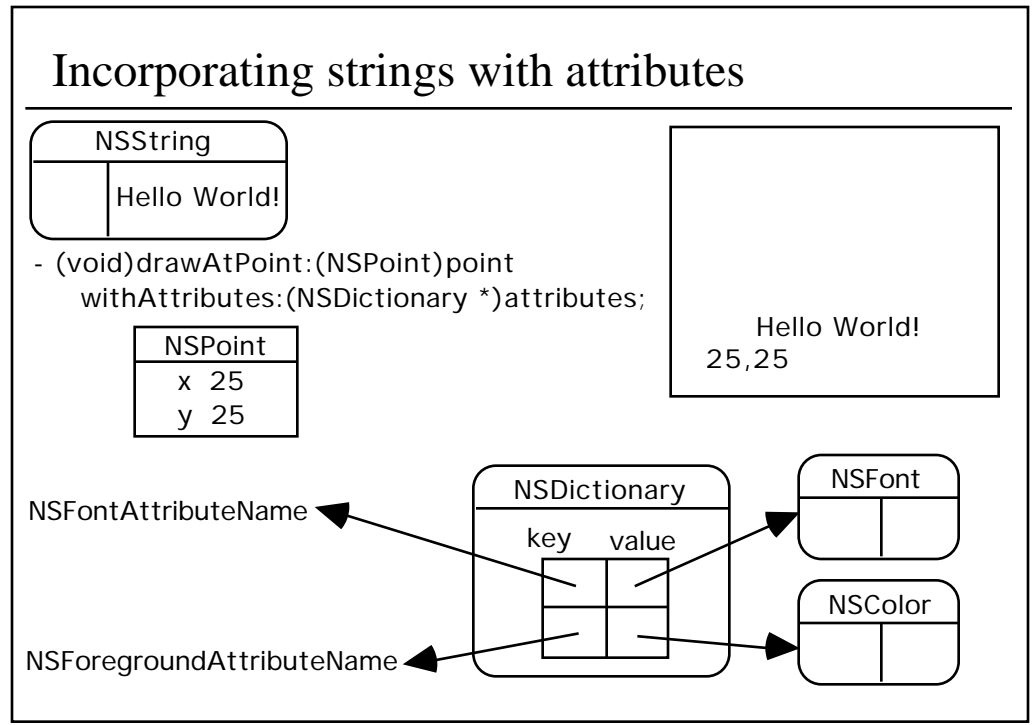 Incorporating strings with attributes
NSString
Hello World!
- (void)drawAtPoint:(NSPoint)point
withAttributes:(NSDictionary *)attributes;
NSPoint
x 25
y 25
Hello World!
25,25
NSFontAttributeName
NSForegroundAttributeName
NSDictionary
key value
NSFont
NSColor